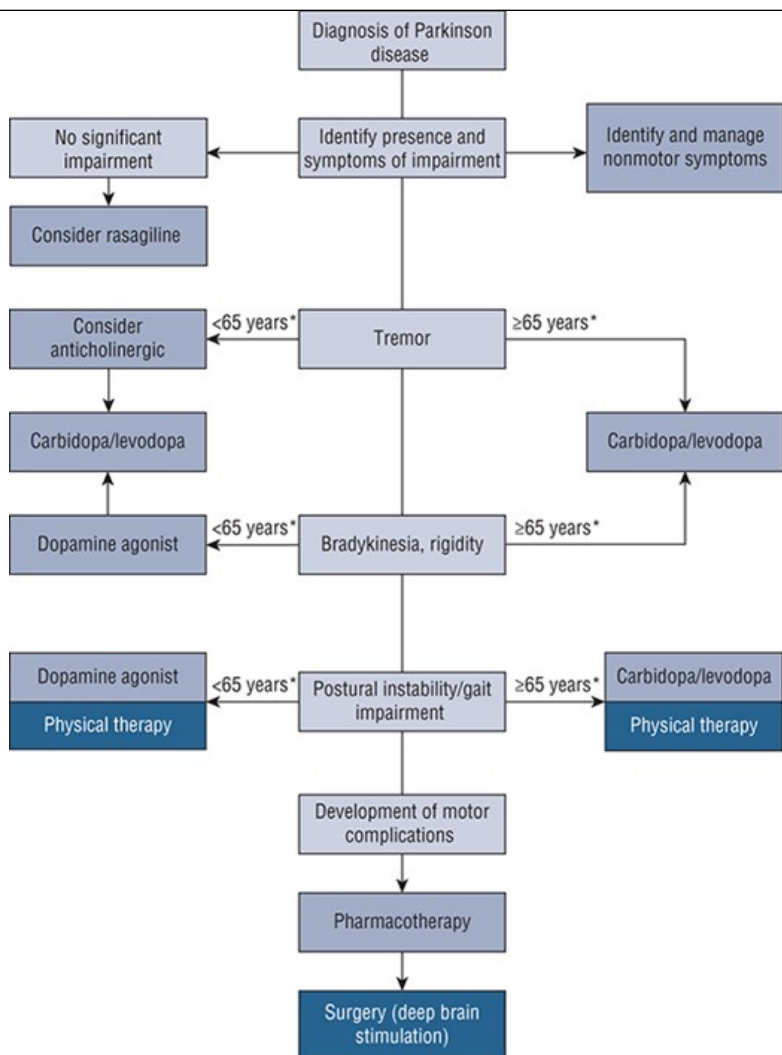 Diagnosis of Parkinson
disease
No significant
impairment
Identify presence and
symptoms of impairment
Identify and manage
nonmotor symptoms
Consider rasagiline
Consider
anticholinergic
<65 years*
Tremor
≥65 years*
Carbidopa/levodopa
Carbidopa/levodopa
Dopamine agonist
<65 years*
Bradykinesia, rigidity
≥65 years*
Dopamine agonist
Physical therapy
<65 years*
Postural instability/gait
impairment
≥65 years*
Carbidopa/levodopa
Physical therapy
Development of motor
complications
Pharmacotherapy
Surgery (deep brain
stimulation)